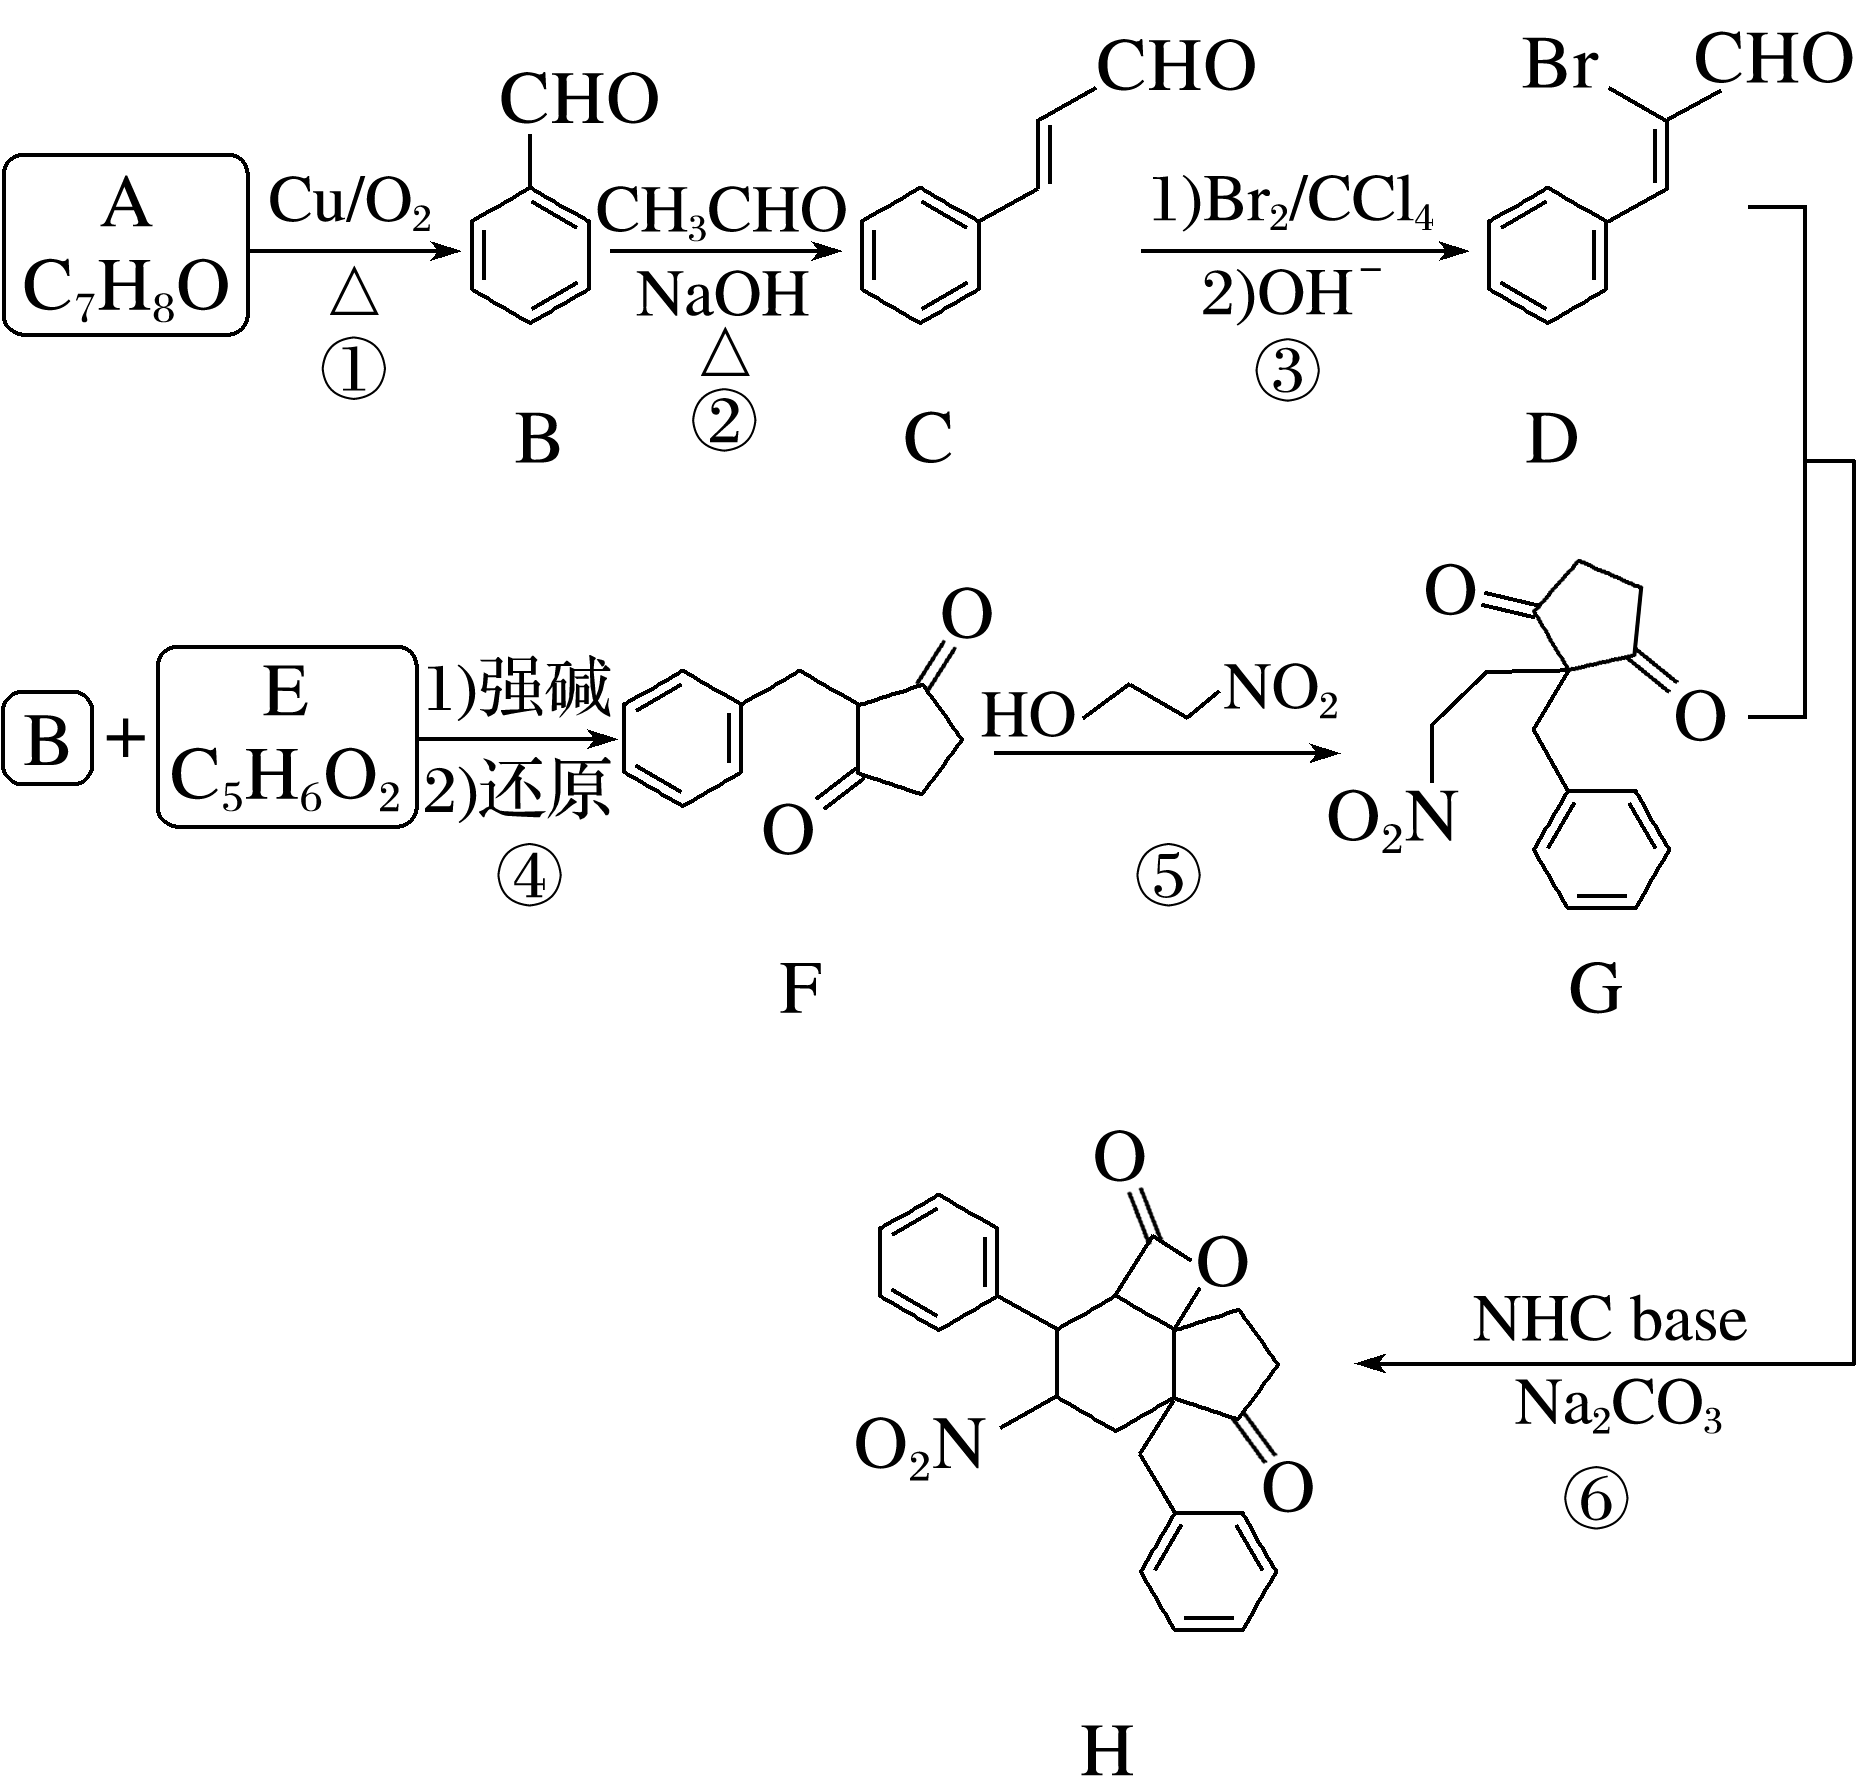 CHO
CHO
Br
CHO
A
C₇H₈O
Cu/O₂
△
①
CH₃CHO
NaOH
△
②
1)Br₂/CCl₄
2)OH⁻
③
B
C
D
B
+
E
C₅H₆O₂
1)强碱
2)还原
④
O
O
HO
NO₂
⑤
O
O
O₂N
F
G
O
O
O₂N
O
NHC base
Na₂CO₃
⑥
H